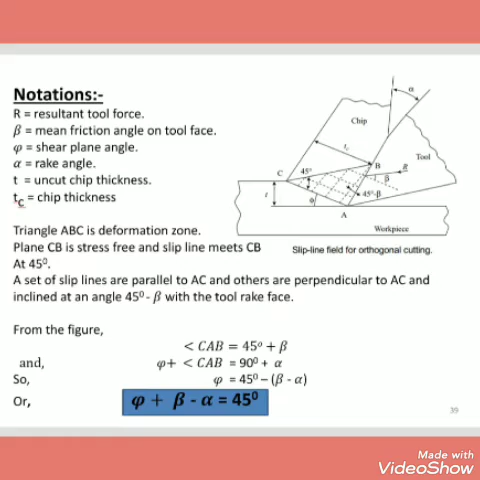 Notations:-
R = resultant tool force.
β = mean friction angle on tool face.
φ = shear plane angle.
α = rake angle.
t = uncut chip thickness.
tc = chip thickness
α
Chip
tc
Tool
C
45°
B
R
β
t
φ
45°-β
A
Workpiece
Slip-line field for orthogonal cutting.
Triangle ABC is deformation zone.
Plane CB is stress free and slip line meets CB
At 45⁰.
A set of slip lines are parallel to AC and others are perpendicular to AC and
inclined at an angle 45⁰ - β with the tool rake face.
From the figure,
< CAB = 45° + β
and, φ+ < CAB = 90⁰ + α
So, φ = 45⁰ – (β - α)
Or, φ + β - α = 45⁰
39
Made with
VideoShow